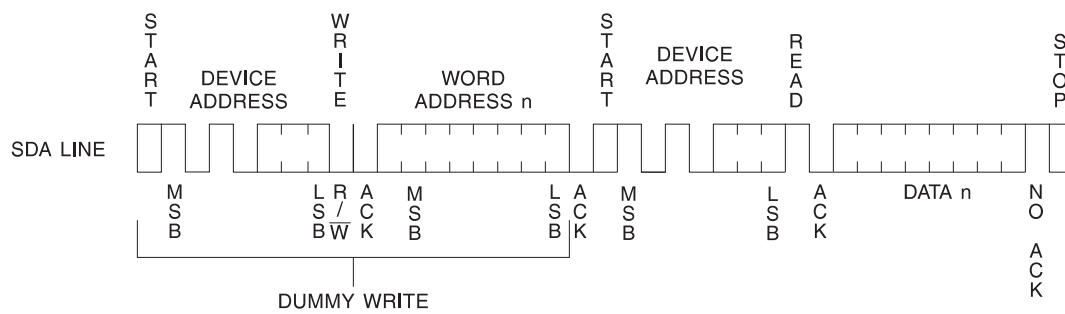 START
DEVICE
ADDRESS
WRITE
WORD
ADDRESS n
START
DEVICE
ADDRESS
READ
STOP
SDA LINE
MSB
LSB
R/W̅
ACK
MSB
LSB
ACK
MSB
LSB
ACK
DATA n
NO ACK
DUMMY WRITE